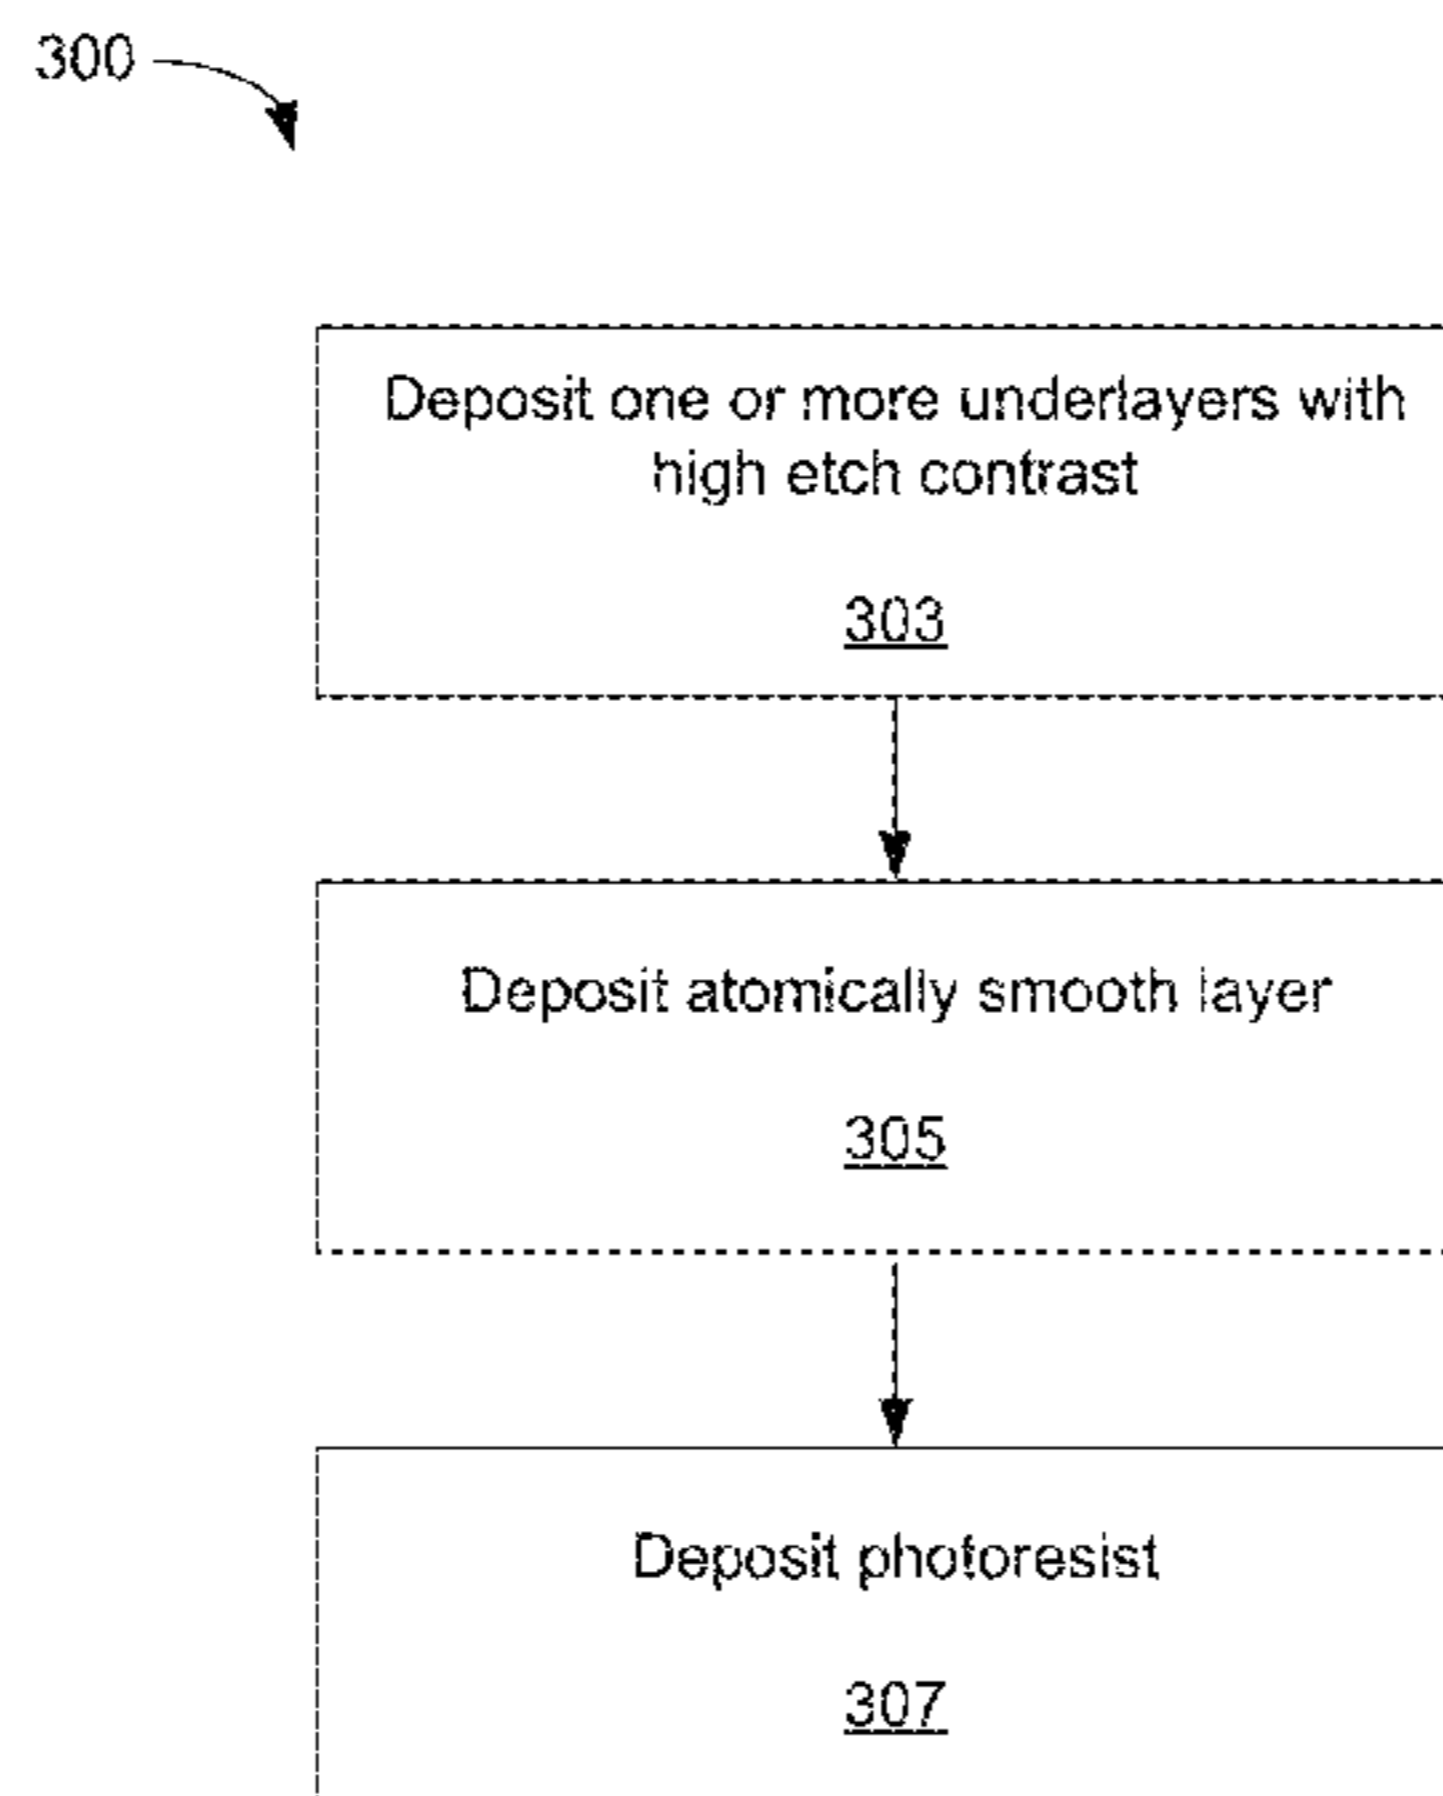 300
Deposit one or more underlayers with
high etch contrast
303
Deposit atomically smooth layer
305
Deposit photoresist
307